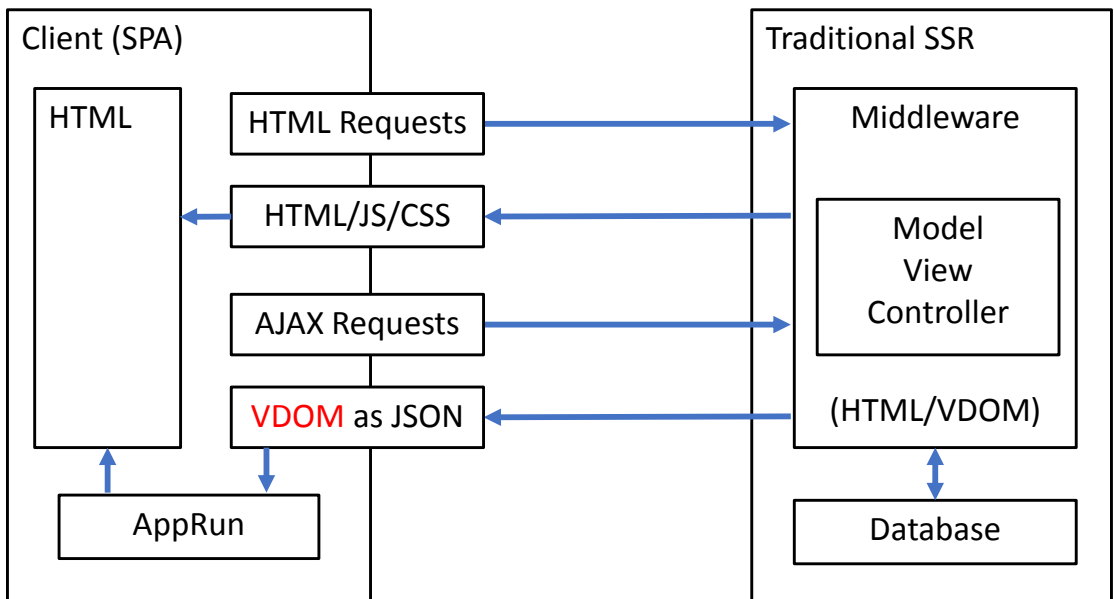 Client (SPA)
HTML
HTML Requests
HTML/JS/CSS
AJAX Requests
VDOM as JSON
AppRun
Traditional SSR
Middleware
Model
View
Controller
(HTML/VDOM)
Database